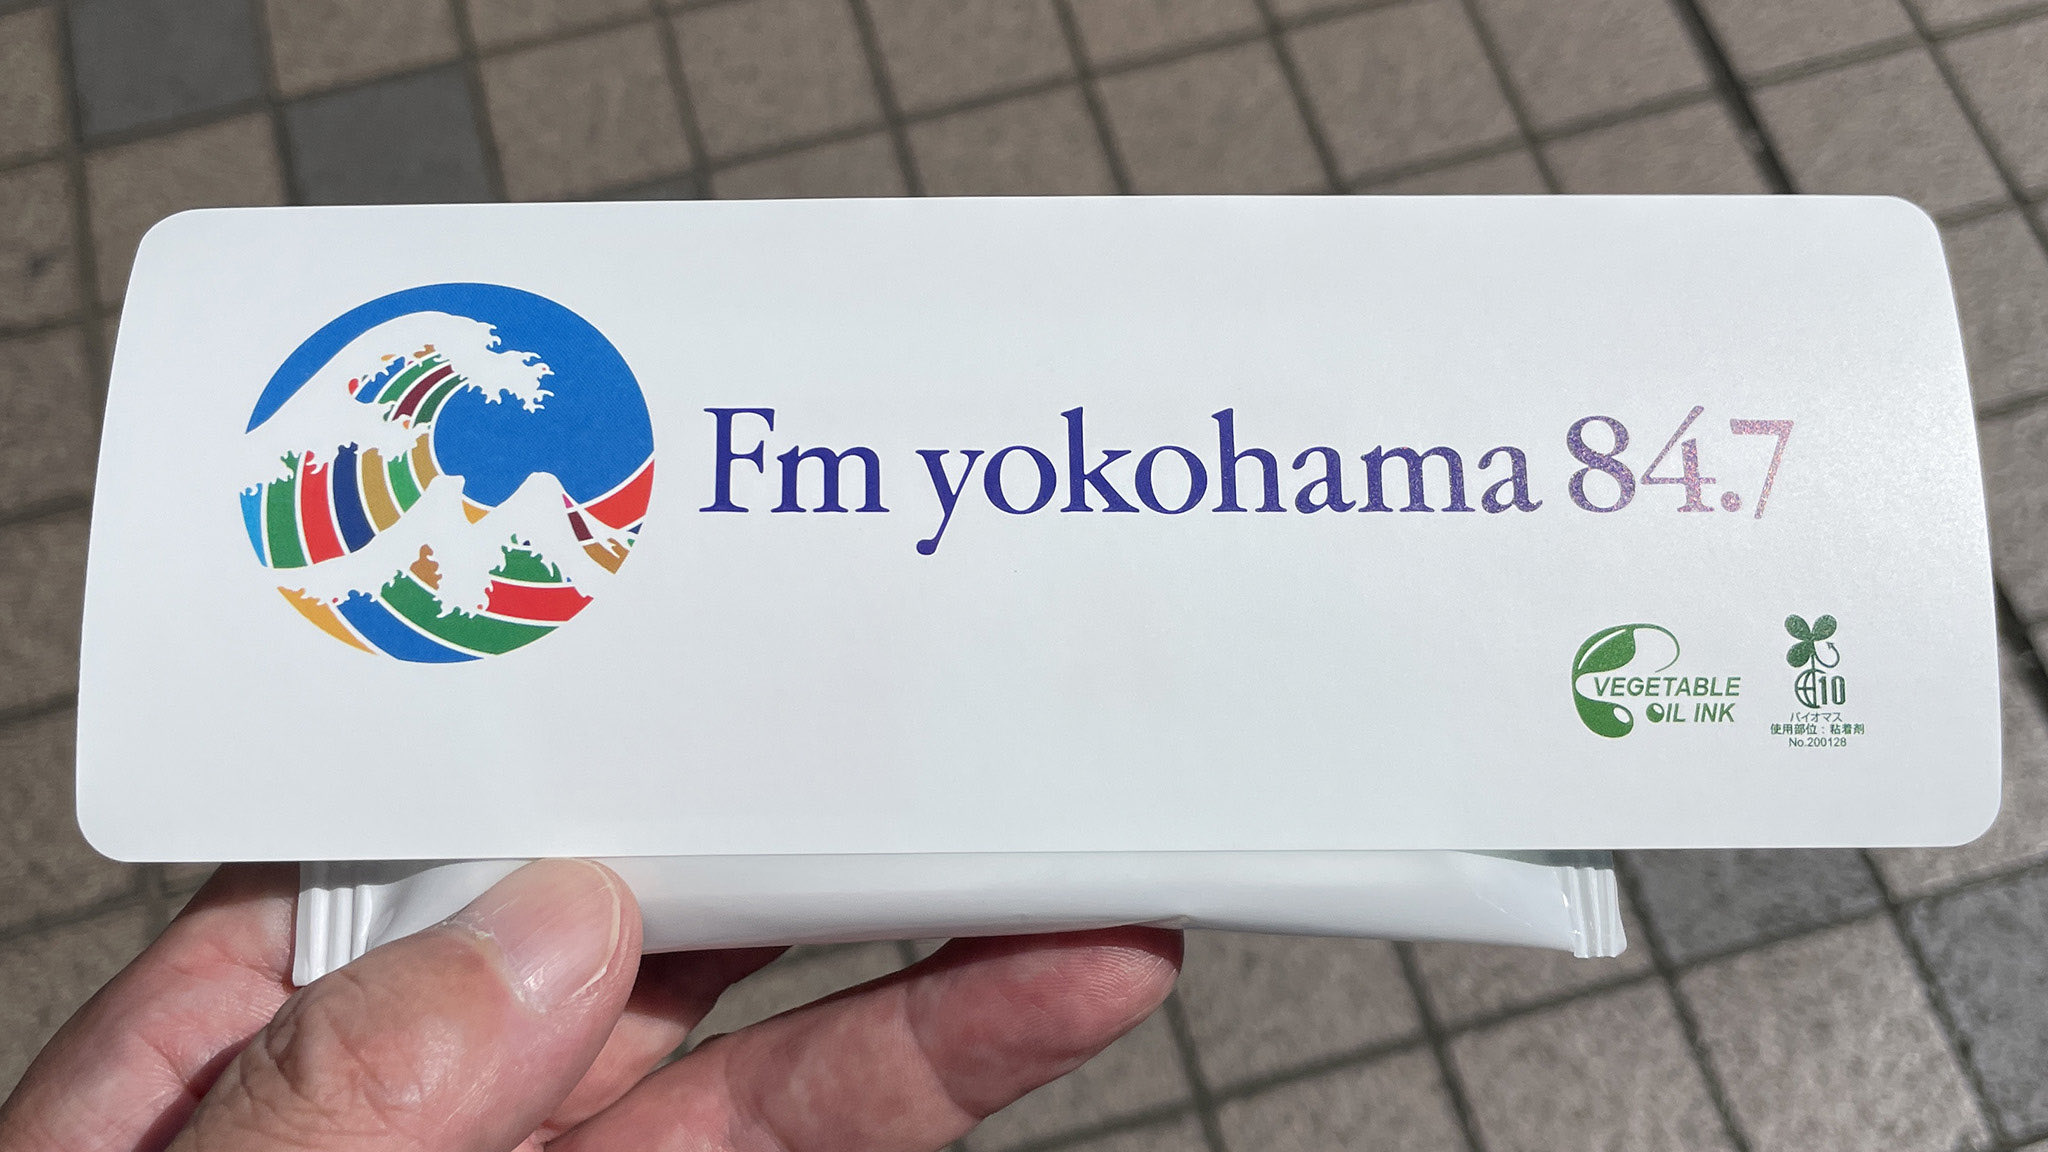 Fm yokohama 84.7
VEGETABLE
OIL INK
10
バイオマス
使用部位：粘着剤
No.200128